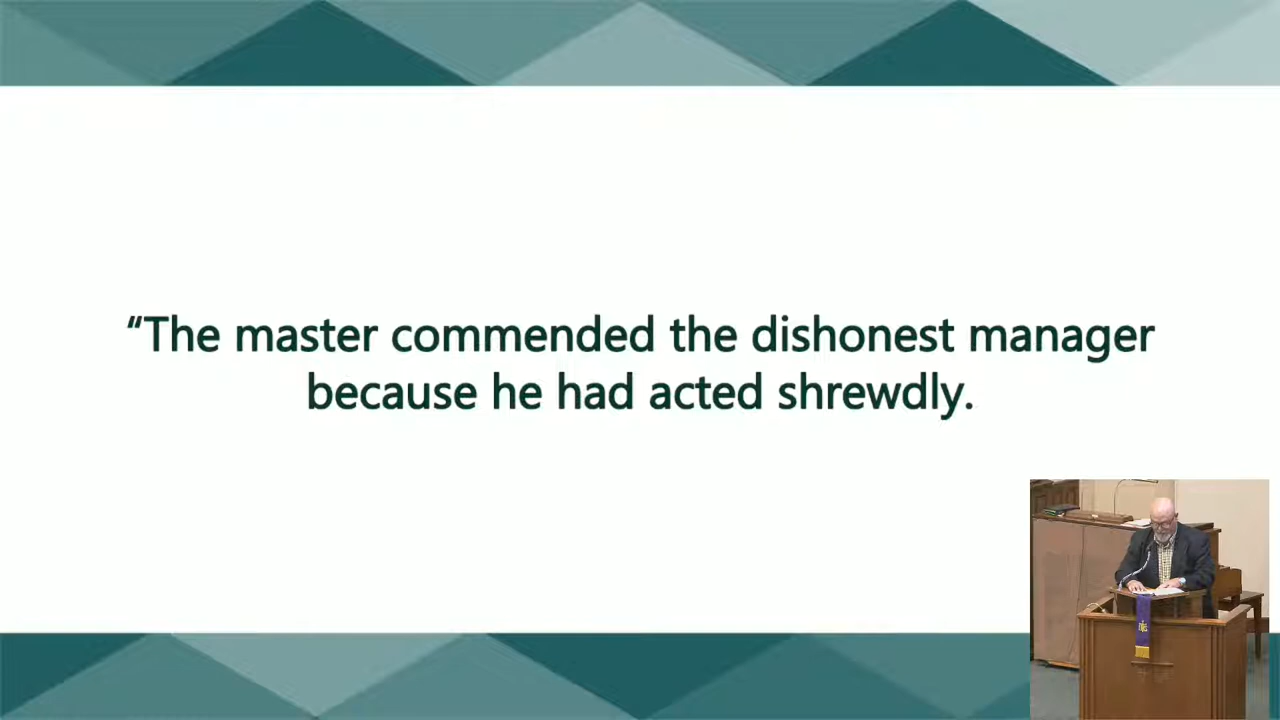 “The master commended the dishonest manager
because he had acted shrewdly.